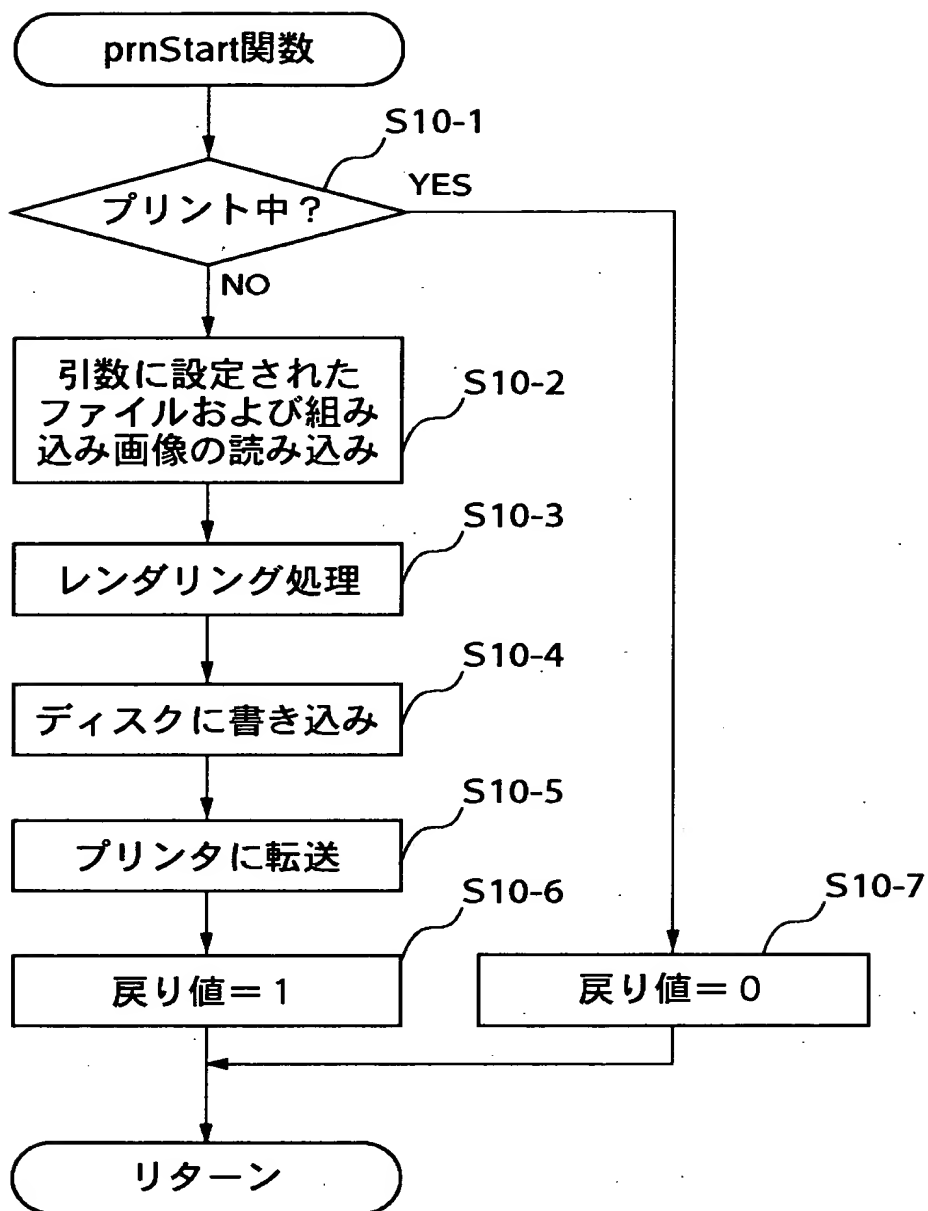 prnStart関数
S10-1
プリント中？
YES
NO
引数に設定された
ファイルおよび組み
込み画像の読み込み
S10-2
S10-3
レンダリング処理
S10-4
ディスクに書き込み
S10-5
プリンタに転送
S10-6
戻り値＝1
S10-7
戻り値＝0
リターン